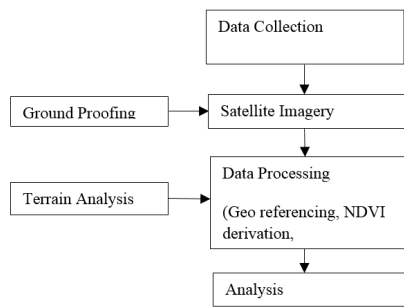 Data Collection
Ground Proofing
Satellite Imagery
Data Processing
Terrain Analysis
(Geo referencing, NDVI
derivation,
Analysis